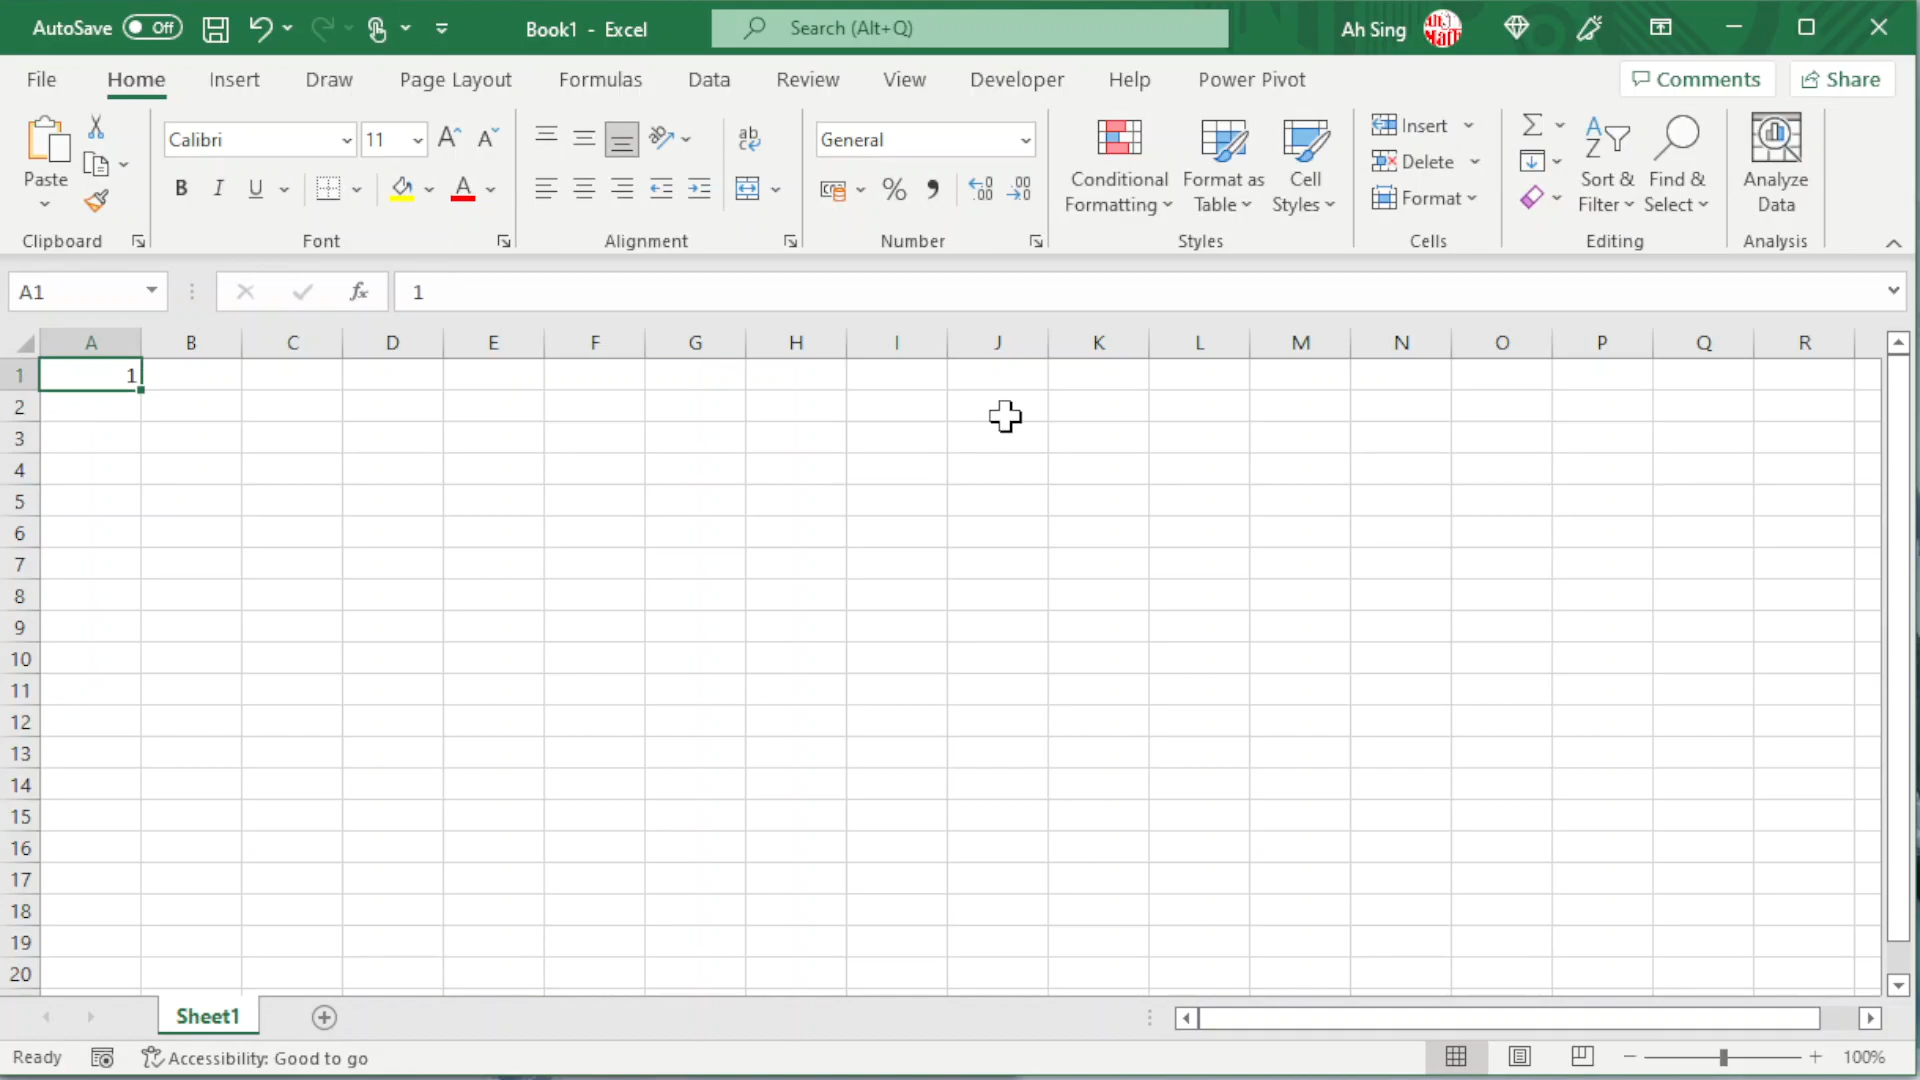 AutoSave Off Book1 - Excel Search (Alt+Q) Ah Sing
File Home Insert Draw Page Layout Formulas Data Review View Developer Help Power Pivot Comments Share
Paste
Clipboard
Calibri 11
B I U A
Font
ab
Alignment
General
% 
Number
Conditional Formatting
Format as Table
Cell Styles
Styles
Insert
Delete
Format
Cells
Sort & Filter
Find & Select
Editing
Analyze Data
Analysis
A1 fx 1
A B C D E F G H I J K L M N O P Q R
1 1
2
3
4
5
6
7
8
9
10
11
12
13
14
15
16
17
18
19
20
Sheet1
Ready Accessibility: Good to go 100%